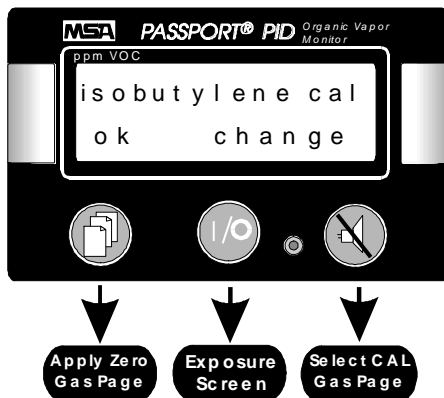 MSA PASSPORT® PID Organic Vapor Monitor
ppm VOC
isobutylene cal
ok change
I/O
Apply Zero Gas Page
Exposure Screen
Select CAL Gas Page